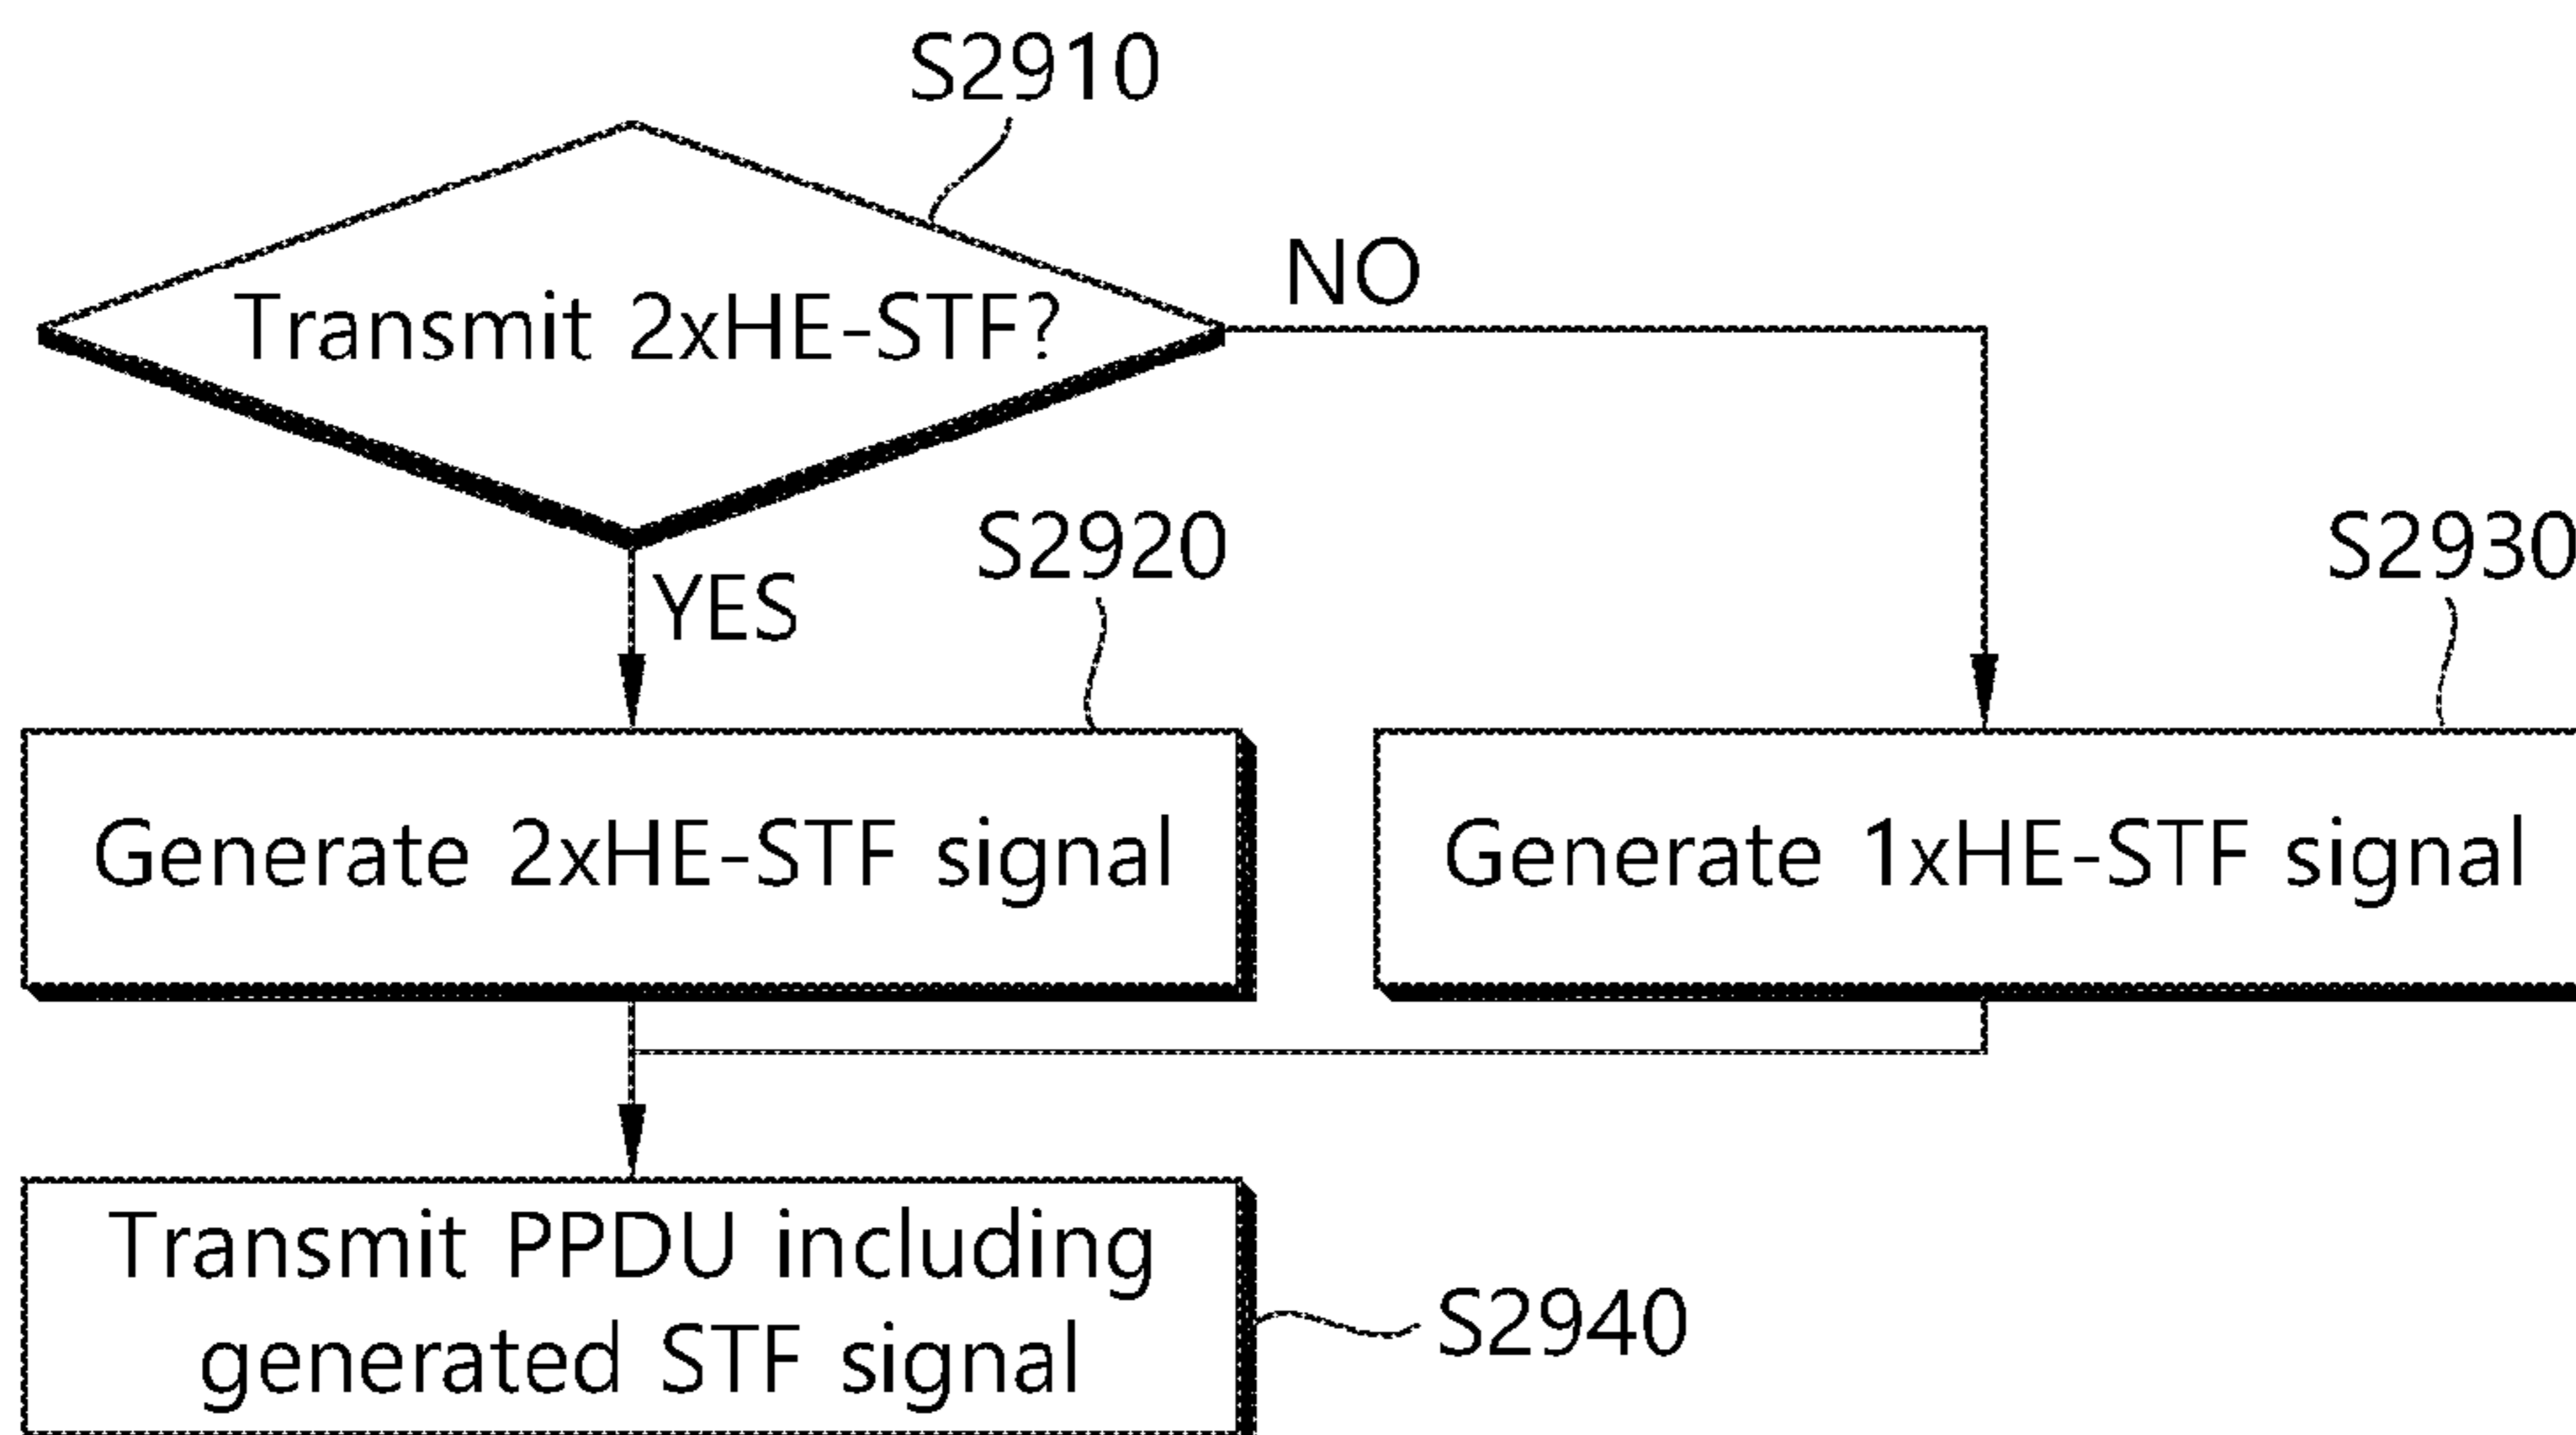 S2910
Transmit 2xHE-STF?
NO
YES
S2920
S2930
Generate 2xHE-STF signal
Generate 1xHE-STF signal
Transmit PPDU including
generated STF signal
S2940